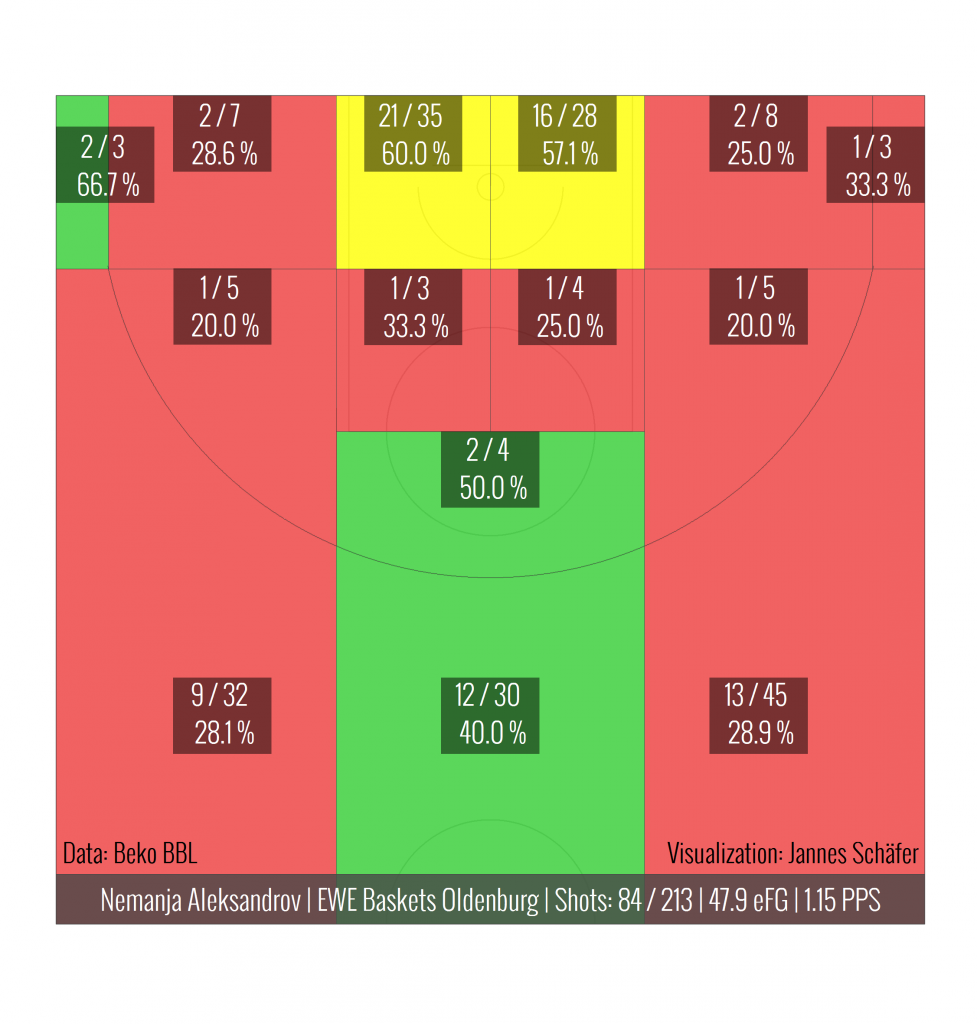 2 / 7
28.6 %
21 / 35
60.0 %
16 / 28
57.1 %
2 / 8
25.0 %
2 / 3
66.7 %
1 / 3
33.3 %
1 / 5
20.0 %
1 / 3
33.3 %
1 / 4
25.0 %
1 / 5
20.0 %
2 / 4
50.0 %
9 / 32
28.1 %
12 / 30
40.0 %
13 / 45
28.9 %
Data: Beko BBL
Visualization: Jannes Schäfer
Nemanja Aleksandrov | EWE Baskets Oldenburg | Shots: 84 / 213 | 47.9 eFG | 1.15 PPS